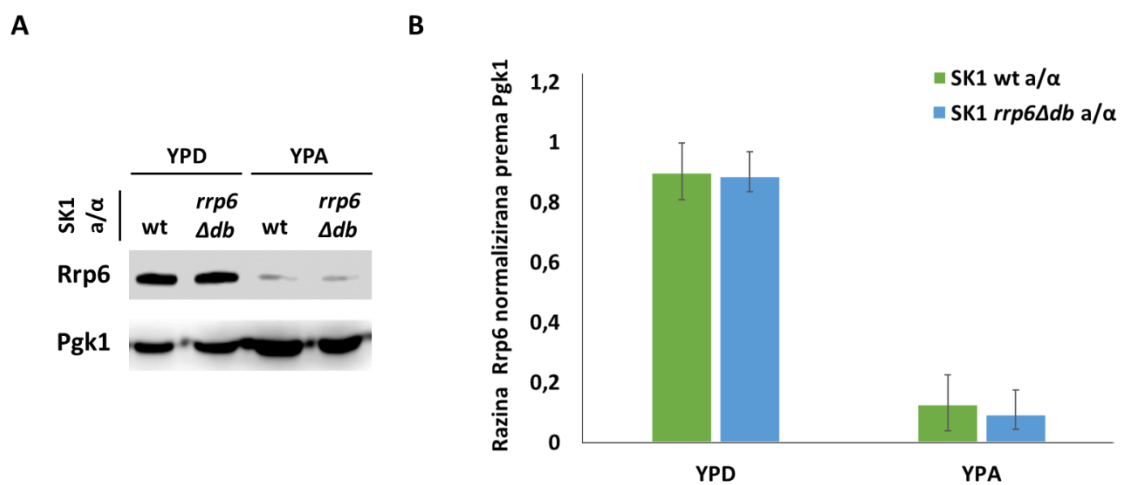 A
YPD YPA
SK1 a/α
wt rrp6 Δdb wt rrp6 Δdb
Rrp6
Pgk1
B
Razina Rrp6 normalizirana prema Pgk1
1,2
1
0,8
0,6
0,4
0,2
0
SK1 wt a/α
SK1 rrp6Δdb a/α
YPD YPA